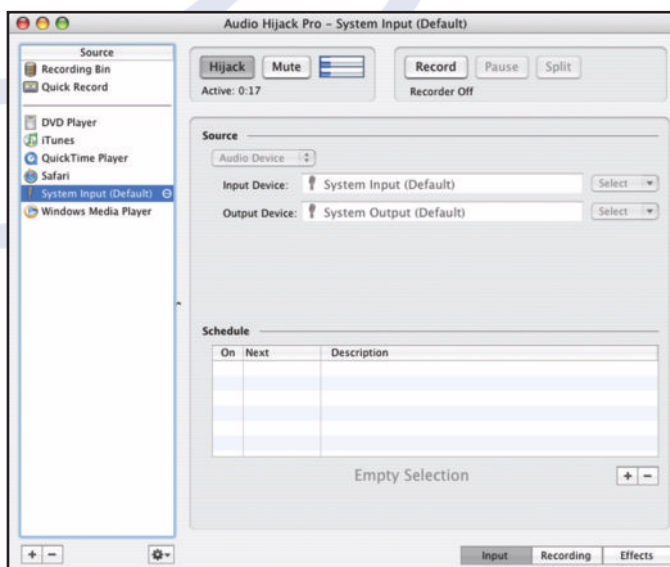 Audio Hijack Pro – System Input (Default)
Source
Recording Bin
Quick Record
DVD Player
iTunes
QuickTime Player
Safari
System Input (Default)
Windows Media Player
Hijack Mute
Active: 0:17
Record Pause Split
Recorder Off
Source
Audio Device
Input Device: System Input (Default) Select
Output Device: System Output (Default) Select
Schedule
On Next Description
Empty Selection + −
+ −
Input Recording Effects